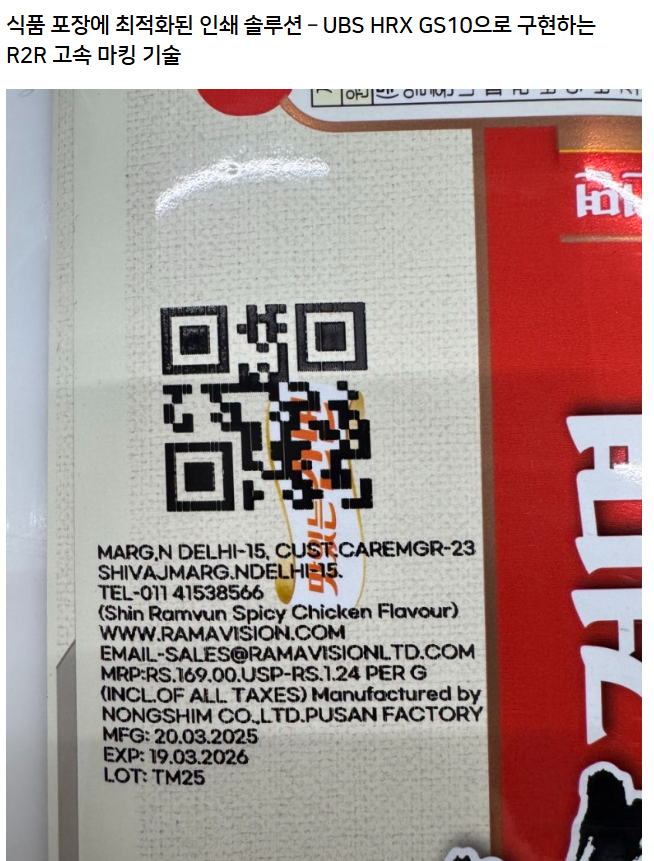 식품 포장에 최적화된 인쇄 솔루션 – UBS HRX GS10으로 구현하는
R2R 고속 마킹 기술
MARG,N DELHI-15, CUST.CAREMGR-23
SHIVAJMARG.NDELHI-15.
TEL-011 41538566
(Shin Ramvun Spicy Chicken Flavour)
WWW.RAMAVISION.COM
EMAIL-SALES@RAMAVISIONLTD.COM
MRP:RS.169.00.USP-RS.1.24 PER G
(INCL.OF ALL TAXES) Manufactured by
NONGSHIM CO.,LTD.PUSAN FACTORY
MFG: 20.03.2025
EXP: 19.03.2026
LOT: TM25